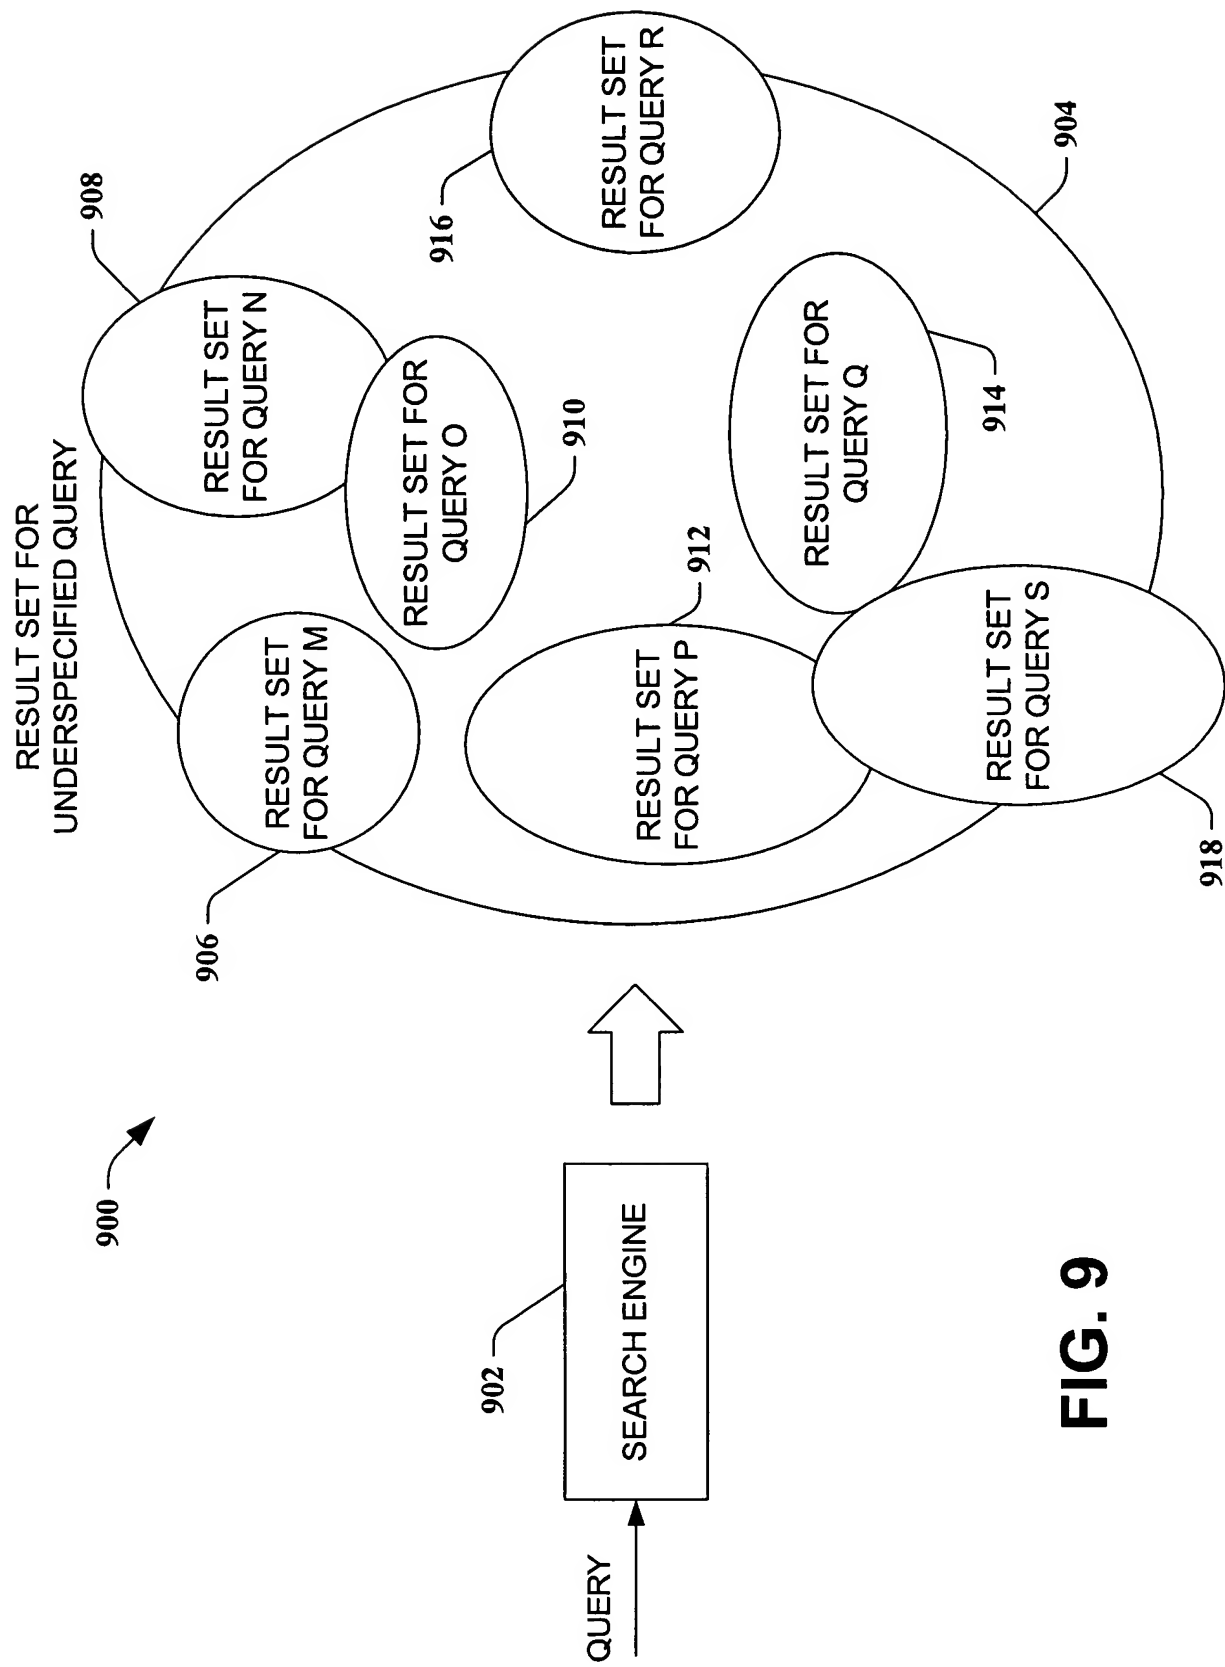 RESULT SET FOR
UNDERSPECIFIED QUERY
900
908
906
RESULT SET
FOR QUERY M
RESULT SET
FOR QUERY N
RESULT SET FOR
QUERY O
910
916
RESULT SET
FOR QUERY R
QUERY
902
SEARCH ENGINE
912
RESULT SET
FOR QUERY P
RESULT SET FOR
QUERY Q
914
904
RESULT SET
FOR QUERY S
918
FIG. 9